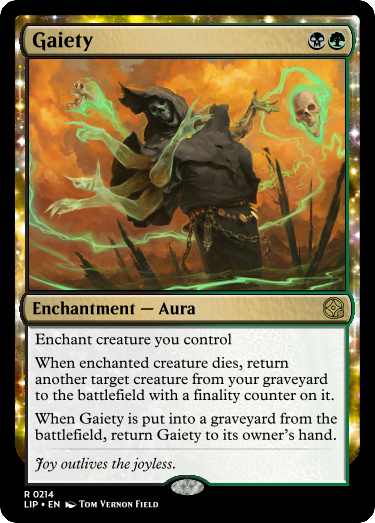 Gaiety
Enchantment — Aura
Enchant creature you control
When enchanted creature dies, return
another target creature from your graveyard
to the battlefield with a finality counter on it.
When Gaiety is put into a graveyard from the
battlefield, return Gaiety to its owner's hand.
Joy outlives the joyless.
R 0214
LIP • EN Tom Vernon Field